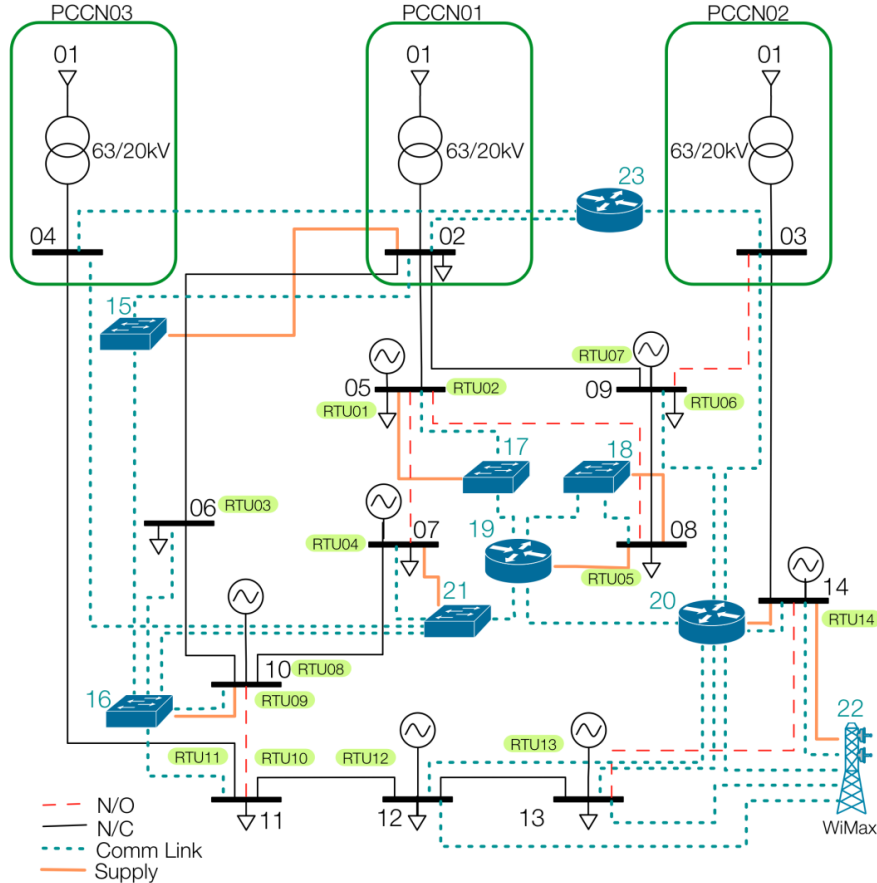 PCCN03
PCCN01
PCCN02
01
01
01
63/20kV
63/20kV
63/20kV
23
04
02
03
15
RTU07
05
RTU02
09
RTU01
RTU06
17
18
06
RTU03
07
19
08
RTU04
RTU05
14
21
20
RTU14
10
RTU08
16
RTU09
22
RTU11
RTU10
RTU12
RTU13
N/O
11
12
13
WiMax
N/C
Comm Link
Supply